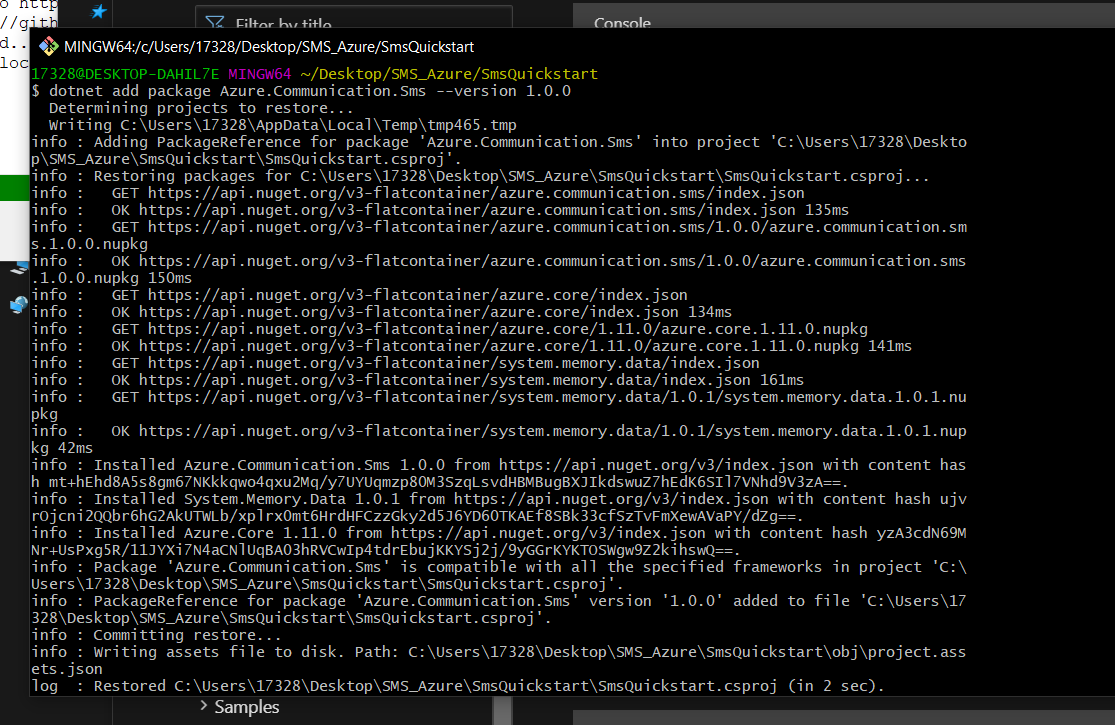 o http
//gith
d..
loc
Filter by title
Console
MINGW64:/c/Users/17328/Desktop/SMS_Azure/SmsQuickstart
17328@DESKTOP-DAHIL7E MINGW64 ~/Desktop/SMS_Azure/SmsQuickstart
$ dotnet add package Azure.Communication.Sms --version 1.0.0
Determining projects to restore...
Writing C:\Users\17328\AppData\Local\Temp\tmp465.tmp
info : Adding PackageReference for package 'Azure.Communication.Sms' into project 'C:\Users\17328\Deskto
p\SMS_Azure\SmsQuickstart\SmsQuickstart.csproj'.
info : Restoring packages for C:\Users\17328\Desktop\SMS_Azure\SmsQuickstart\SmsQuickstart.csproj...
info :   GET https://api.nuget.org/v3-flatcontainer/azure.communication.sms/index.json
info :   OK https://api.nuget.org/v3-flatcontainer/azure.communication.sms/index.json 135ms
info :   GET https://api.nuget.org/v3-flatcontainer/azure.communication.sms/1.0.0/azure.communication.sm
s.1.0.0.nupkg
info :   OK https://api.nuget.org/v3-flatcontainer/azure.communication.sms/1.0.0/azure.communication.sms
.1.0.0.nupkg 150ms
info :   GET https://api.nuget.org/v3-flatcontainer/azure.core/index.json
info :   OK https://api.nuget.org/v3-flatcontainer/azure.core/index.json 134ms
info :   GET https://api.nuget.org/v3-flatcontainer/azure.core/1.11.0/azure.core.1.11.0.nupkg
info :   OK https://api.nuget.org/v3-flatcontainer/azure.core/1.11.0/azure.core.1.11.0.nupkg 141ms
info :   GET https://api.nuget.org/v3-flatcontainer/system.memory.data/index.json
info :   OK https://api.nuget.org/v3-flatcontainer/system.memory.data/index.json 161ms
info :   GET https://api.nuget.org/v3-flatcontainer/system.memory.data/1.0.1/system.memory.data.1.0.1.nu
pkg
info :   OK https://api.nuget.org/v3-flatcontainer/system.memory.data/1.0.1/system.memory.data.1.0.1.nup
kg 42ms
info : Installed Azure.Communication.Sms 1.0.0 from https://api.nuget.org/v3/index.json with content has
h mt+hEhd8A5s8gm67NKkkqwo4qxu2Mq/y7UYUqmzp8OM3SzqLsvdHBMBugBXJIkdswuZ7hEdK6SIl7VNhd9V3zA==.
info : Installed System.Memory.Data 1.0.1 from https://api.nuget.org/v3/index.json with content hash ujv
rOjcni2QQbr6hG2AkUTWLb/xplrx0mt6HrdHFCzzGky2d5J6YD6OTKAEf8SBk33cfSzTvFmXewAVaPY/dZg==.
info : Installed Azure.Core 1.11.0 from https://api.nuget.org/v3/index.json with content hash yzA3cdN69M
Nr+UsPxg5R/11JYXi7N4aCNlUqBAO3hRVCwIp4tdrEbujKKYSj2j/9yGGrKYKTOSWgw9Z2kihswQ==.
info : Package 'Azure.Communication.Sms' is compatible with all the specified frameworks in project 'C:\
Users\17328\Desktop\SMS_Azure\SmsQuickstart\SmsQuickstart.csproj'.
info : PackageReference for package 'Azure.Communication.Sms' version '1.0.0' added to file 'C:\Users\17
328\Desktop\SMS_Azure\SmsQuickstart\SmsQuickstart.csproj'.
info : Committing restore...
info : Writing assets file to disk. Path: C:\Users\17328\Desktop\SMS_Azure\SmsQuickstart\obj\project.ass
ets.json
log  : Restored C:\Users\17328\Desktop\SMS_Azure\SmsQuickstart\SmsQuickstart.csproj (in 2 sec).
> Samples